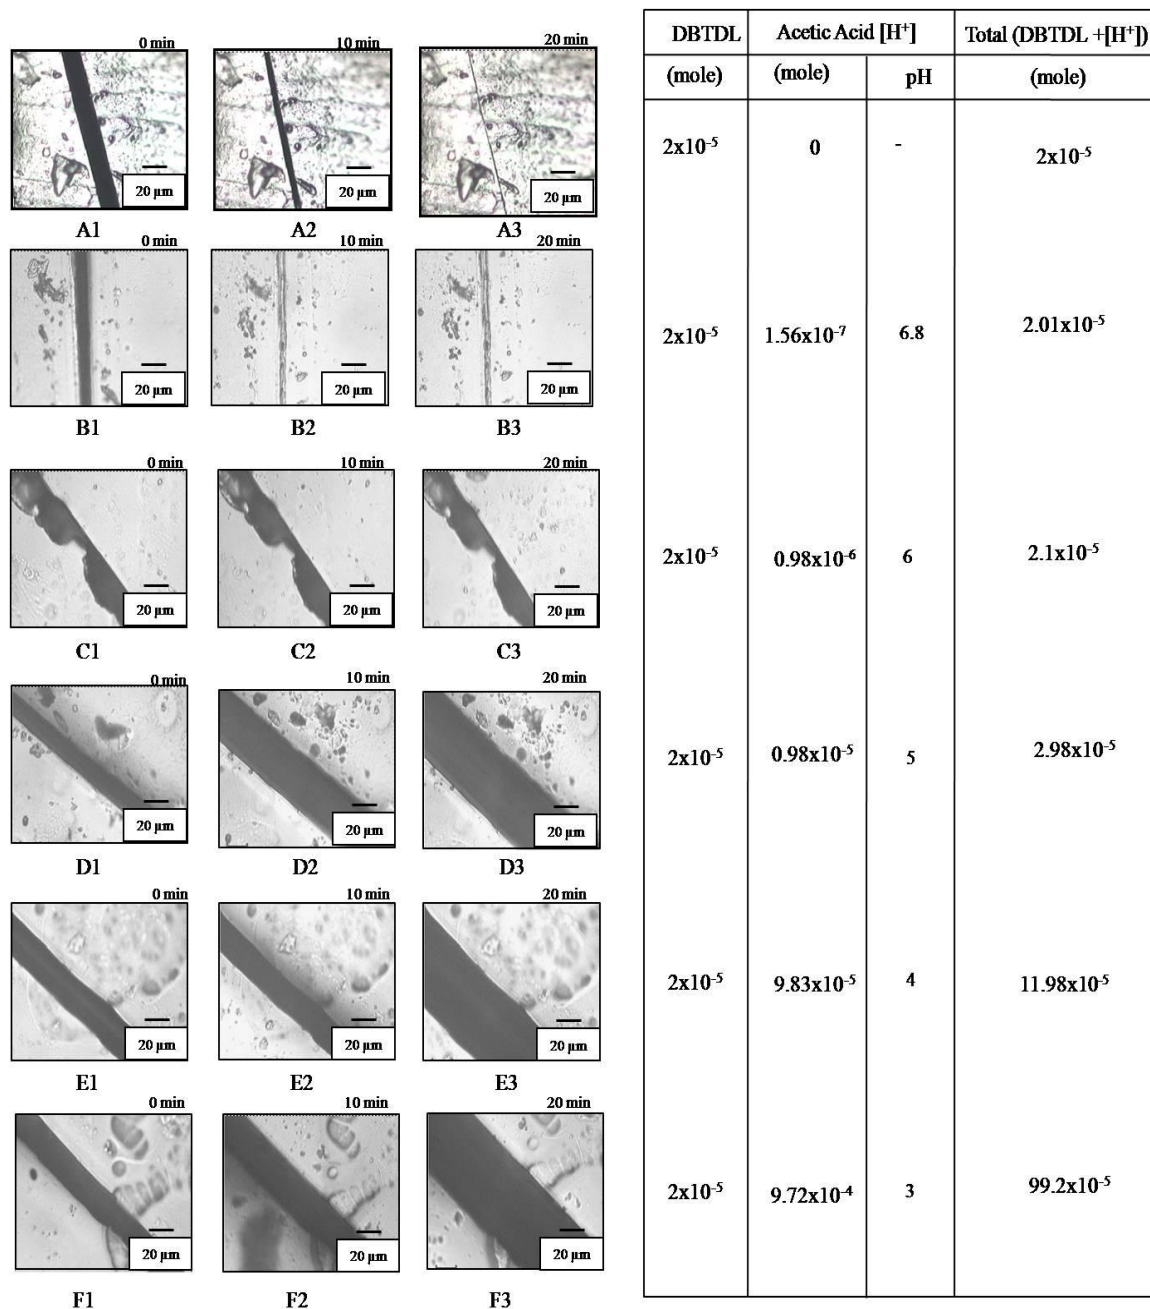 0 min 10 min 20 min
20 µm 20 µm 20 µm
A1 A2 A3
0 min 10 min 20 min
20 µm 20 µm 20 µm
B1 B2 B3
0 min 10 min 20 min
20 µm 20 µm 20 µm
C1 C2 C3
0 min 10 min 20 min
20 µm 20 µm 20 µm
D1 D2 D3
0 min 10 min 20 min
20 µm 20 µm 20 µm
E1 E2 E3
0 min 10 min 20 min
20 µm 20 µm 20 µm
F1 F2 F3
DBTDL Acetic Acid [H⁺] Total (DBTDL +[H⁺])
(mole) (mole) pH (mole)
2x10⁻⁵ 0 - 2x10⁻⁵
2x10⁻⁵ 1.56x10⁻⁷ 6.8 2.01x10⁻⁵
2x10⁻⁵ 0.98x10⁻⁶ 6 2.1x10⁻⁵
2x10⁻⁵ 0.98x10⁻⁵ 5 2.98x10⁻⁵
2x10⁻⁵ 9.83x10⁻⁵ 4 11.98x10⁻⁵
2x10⁻⁵ 9.72x10⁻⁴ 3 99.2x10⁻⁵